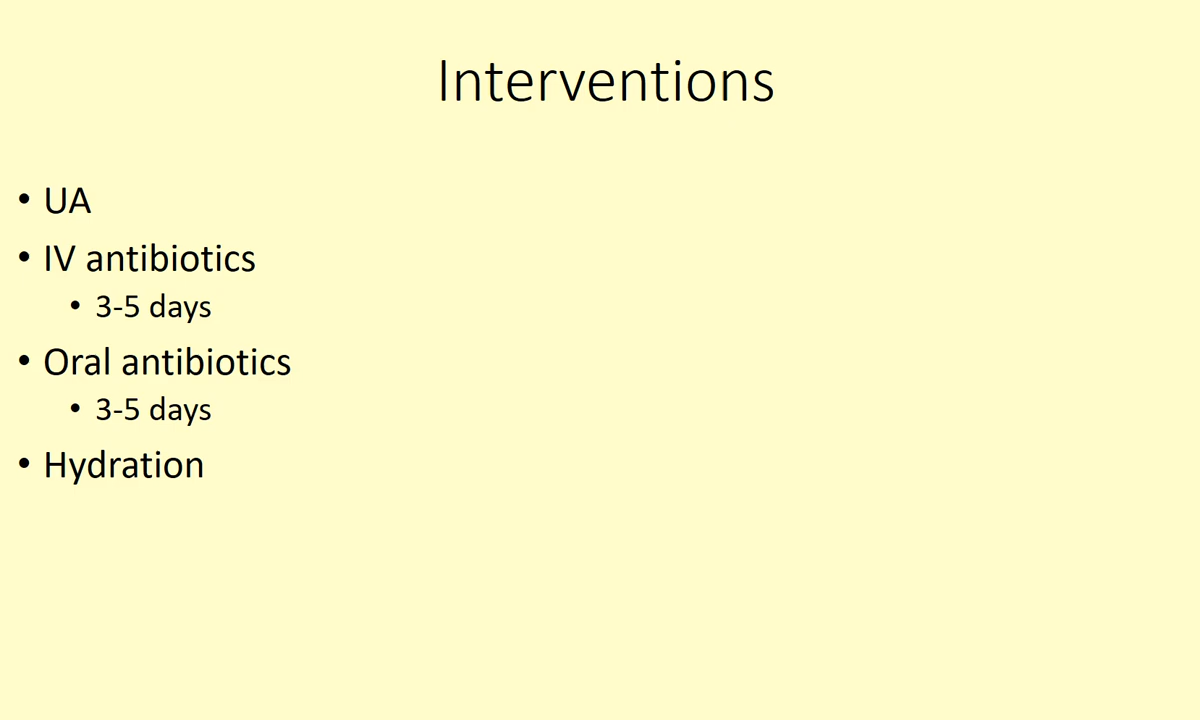 Interventions
• UA
• IV antibiotics
• 3-5 days
• Oral antibiotics
• 3-5 days
• Hydration